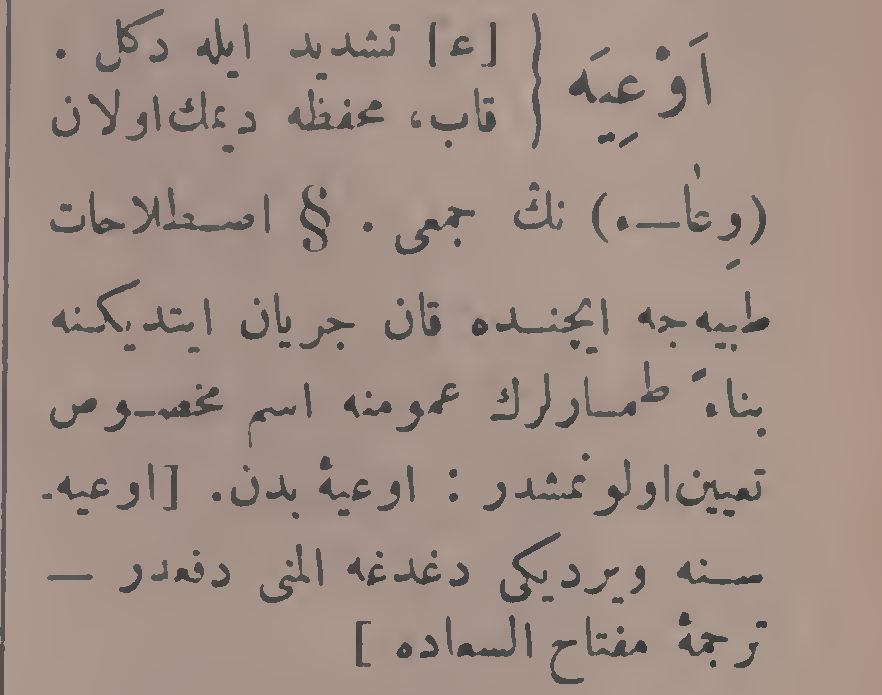 اَوْعِیَه { [ع] تشدید ایله دکل .
قاب، محفظه دیمك اولان
(وِعَاء) نڭ جمعی . § اصطلاحات
طبیه‌جه ایچنده قان جریان ایتدیکنه
بناءً طمارلرك عمومنه اسم مخصوص
تعیین اولونمشدر : اوعیهٔ بدن. [اوعیه‌-
سنه ویردیکی دغدغه المنی دفعدر —
ترجمهٔ مفتاح السعاده ]